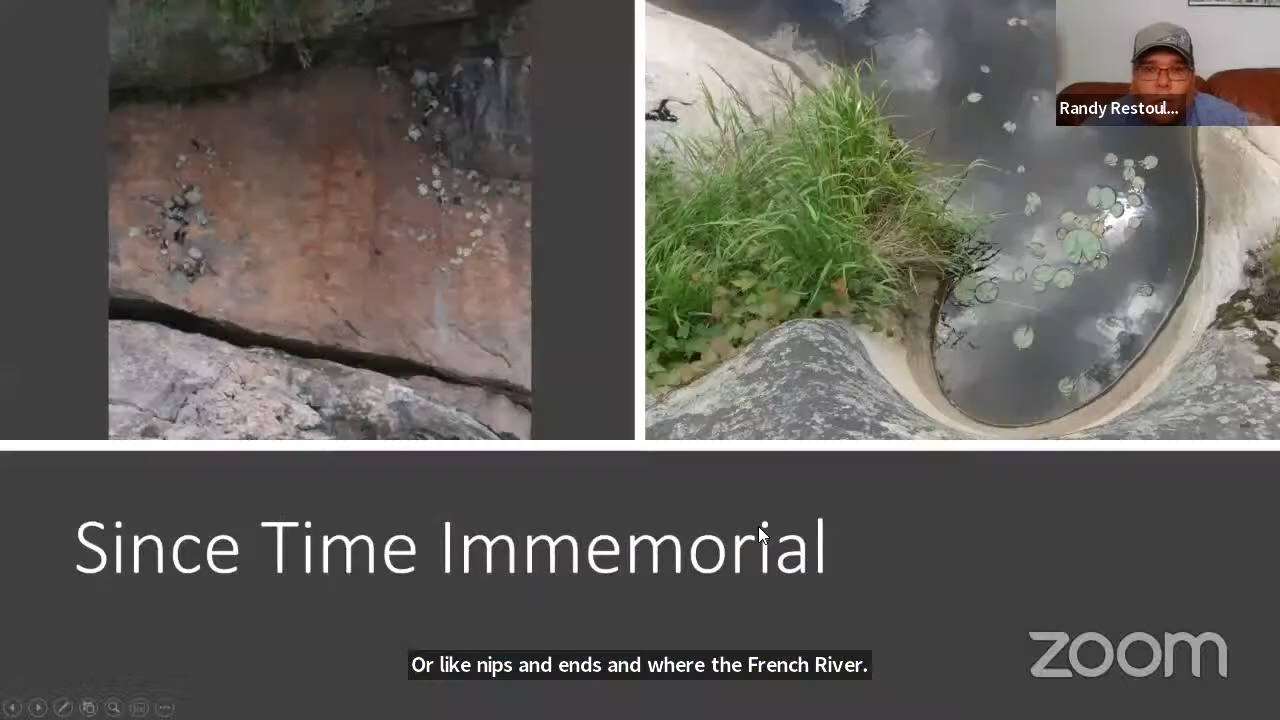 Randy Restoul...
Since Time Immemorial
Or like nips and ends and where the French River.
zoom